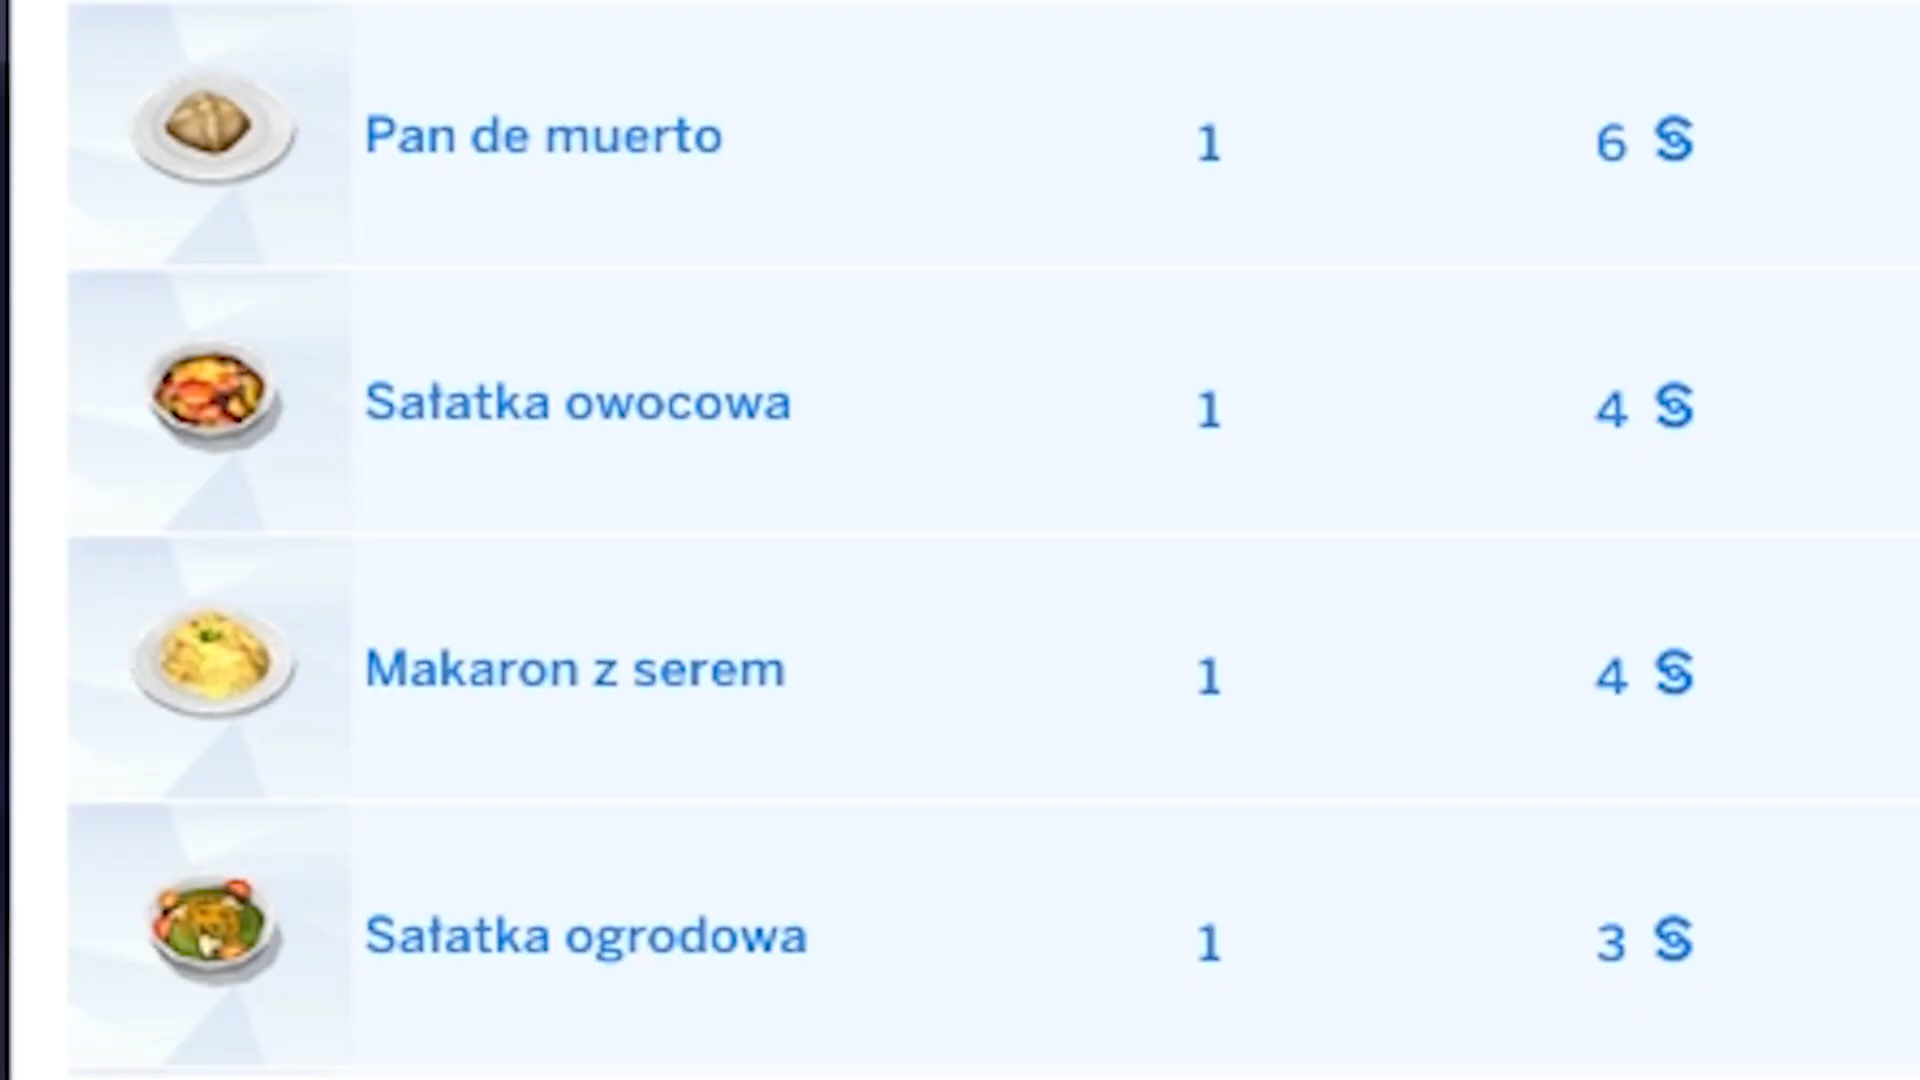 Pan de muerto 1 6 §
Sałatka owocowa 1 4 §
Makaron z serem 1 4 §
Sałatka ogrodowa 1 3 §